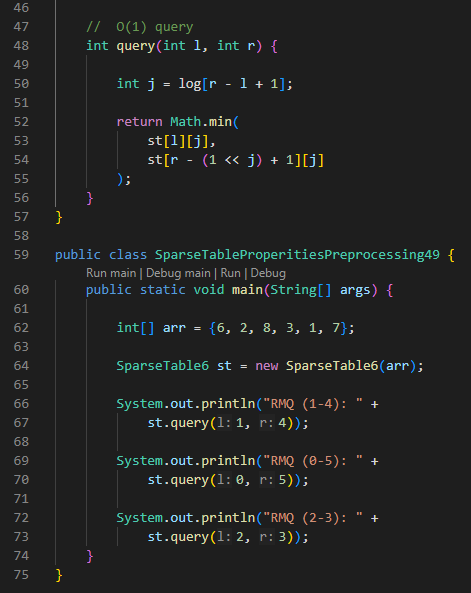 46
47 // O(1) query
48 int query(int l, int r) {
49
50 int j = log[r - l + 1];
51
52 return Math.min(
53 st[l][j],
54 st[r - (1 << j) + 1][j]
55 );
56 }
57 }
58
59 public class SparseTableProperitiesPreprocessing49 {
Run main | Debug main | Run | Debug
60 public static void main(String[] args) {
61
62 int[] arr = {6, 2, 8, 3, 1, 7};
63
64 SparseTable6 st = new SparseTable6(arr);
65
66 System.out.println("RMQ (1-4): " +
67 st.query(l: 1, r: 4));
68
69 System.out.println("RMQ (0-5): " +
70 st.query(l: 0, r: 5));
71
72 System.out.println("RMQ (2-3): " +
73 st.query(l: 2, r: 3));
74 }
75 }